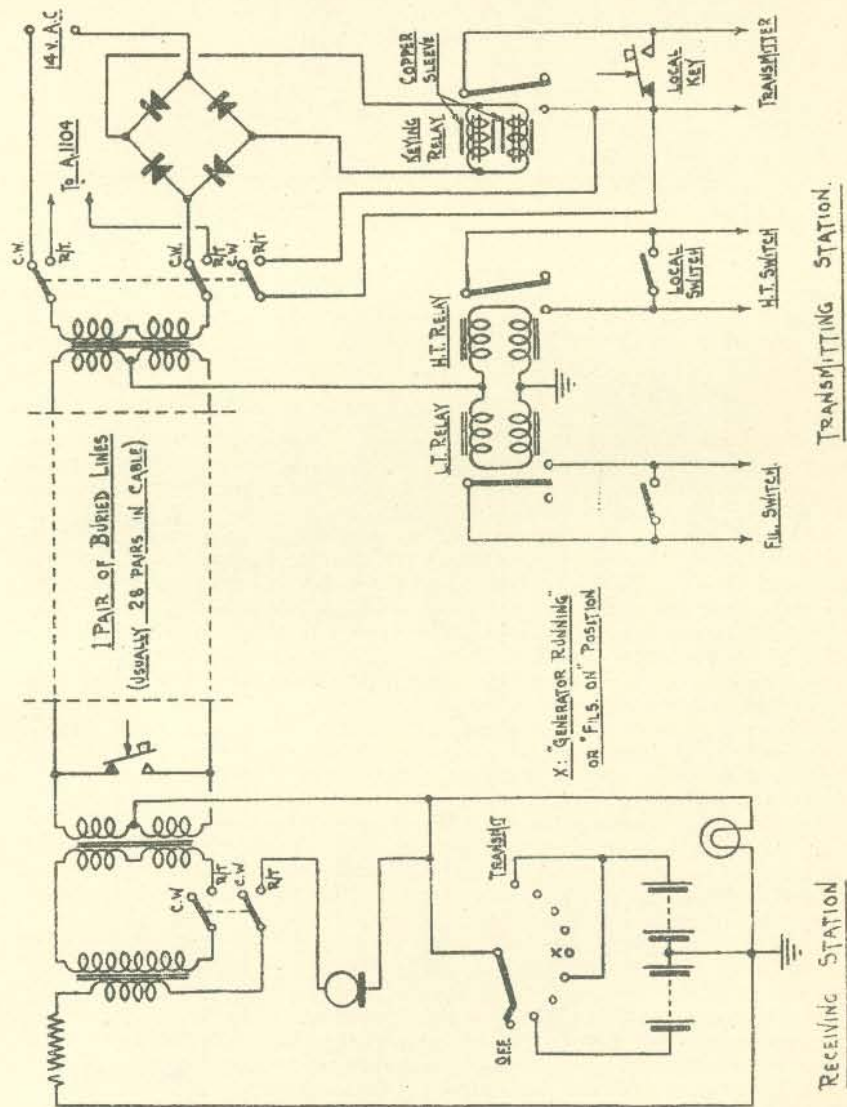 14 V. A.C
To A.1104
C.W.
R/T.
C.W.
R/T
C.W
R/T
COPPER
SLEEVE
KEYING
RELAY
LOCAL
KEY
TRANSMITTER
1 PAIR OF BURIED LINES
(USUALLY 28 PAIRS IN CABLE)
H.T. RELAY
L.T. RELAY
LOCAL
SWITCH
H.T. SWITCH
FIL. SWITCH.
TRANSMITTING STATION.
C.W
R/T
C.W
R/T
X: "GENERATOR RUNNING"
OR "FILS. ON" POSITION
TRANSMIT
X
OFF.
RECEIVING STATION